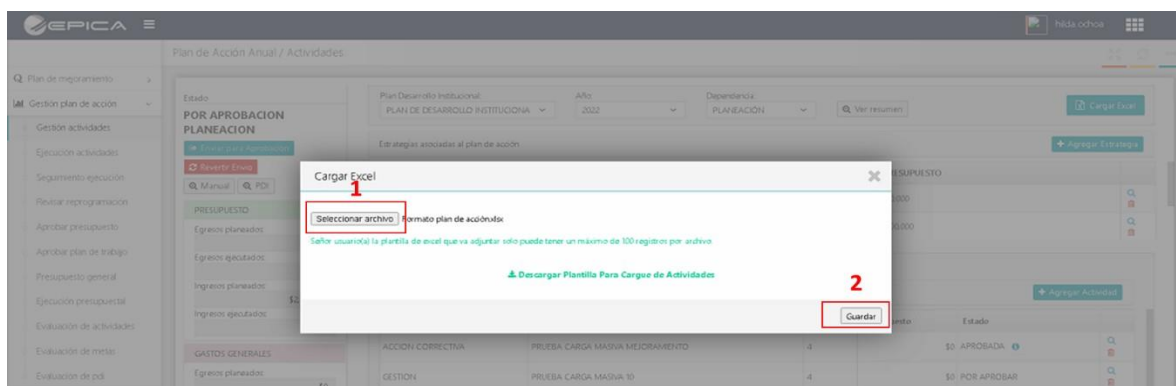 EPICA
hilda ochoa
Plan de Acción Anual / Actividades
Plan de mejoramiento
Gestión plan de acción
Gestión actividades
Ejecución actividades
Seguimiento ejecución
Revisar reprogramación
Aprobar presupuesto
Aprobar plan de trabajo
Presupuesto general
Ejecución presupuestal
Evaluación de actividades
Evaluación de metas
Evaluación de pdi
Estado:
POR APROBACION
PLANEACION
Enviar para Aprobación
Revertir Envio
Manual
PDI
PRESUPUESTO
Egresos planeados:
Egresos ejecutados:
Ingresos planeados:
Ingresos ejecutados:
GASTOS GENERALES
Egresos planeados:
$0
Plan Desarrollo Institucional:
PLAN DE DESARROLLO INSTITUCIONA
Año:
2022
Dependencia:
PLANEACIÓN
Ver resumen
Cargar Excel
Estrategias asociadas al plan de acción
Agregar Estrategia
Cargar Excel
1
Seleccionar archivo Formato plan de acción.xlsx
Señor usuario(a) la plantilla de excel que va adjuntar solo puede tener un máximo de 100 registros por archivo
Descargar Plantilla Para Cargue de Actividades
2
Guardar
Agregar Actividad
Estado
ACCION CORRECTIVA PRUEBA CARGA MASIVA MEJORAMIENTO 4 $0 APROBADA
GESTION PRUEBA CARGA MASIVA 10 4 $0 POR APROBAR